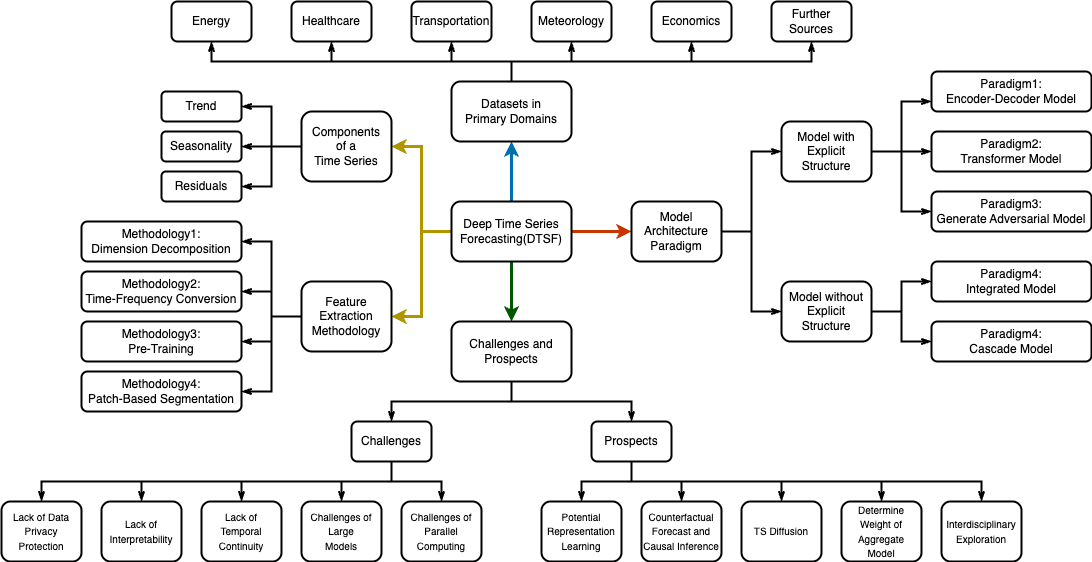 Energy
Healthcare
Transportation
Meteorology
Economics
Further
Sources
Datasets in
Primary Domains
Trend
Seasonality
Residuals
Components
of a
Time Series
Methodology1:
Dimension Decomposition
Methodology2:
Time-Frequency Conversion
Methodology3:
Pre-Training
Methodology4:
Patch-Based Segmentation
Feature
Extraction
Methodology
Deep Time Series
Forecasting(DTSF)
Model
Architecture
Paradigm
Model with
Explicit
Structure
Paradigm1:
Encoder-Decoder Model
Paradigm2:
Transformer Model
Paradigm3:
Generate Adversarial Model
Model without
Explicit
Structure
Paradigm4:
Integrated Model
Paradigm4:
Cascade Model
Challenges and
Prospects
Challenges
Prospects
Lack of Data
Privacy
Protection
Lack of
Interpretability
Lack of
Temporal
Continuity
Challenges of
Large
Models
Challenges of
Parallel
Computing
Potential
Representation
Learning
Counterfactual
Forecast and
Causal Inference
TS Diffusion
Determine
Weight of
Aggregate
Model
Interdisciplinary
Exploration